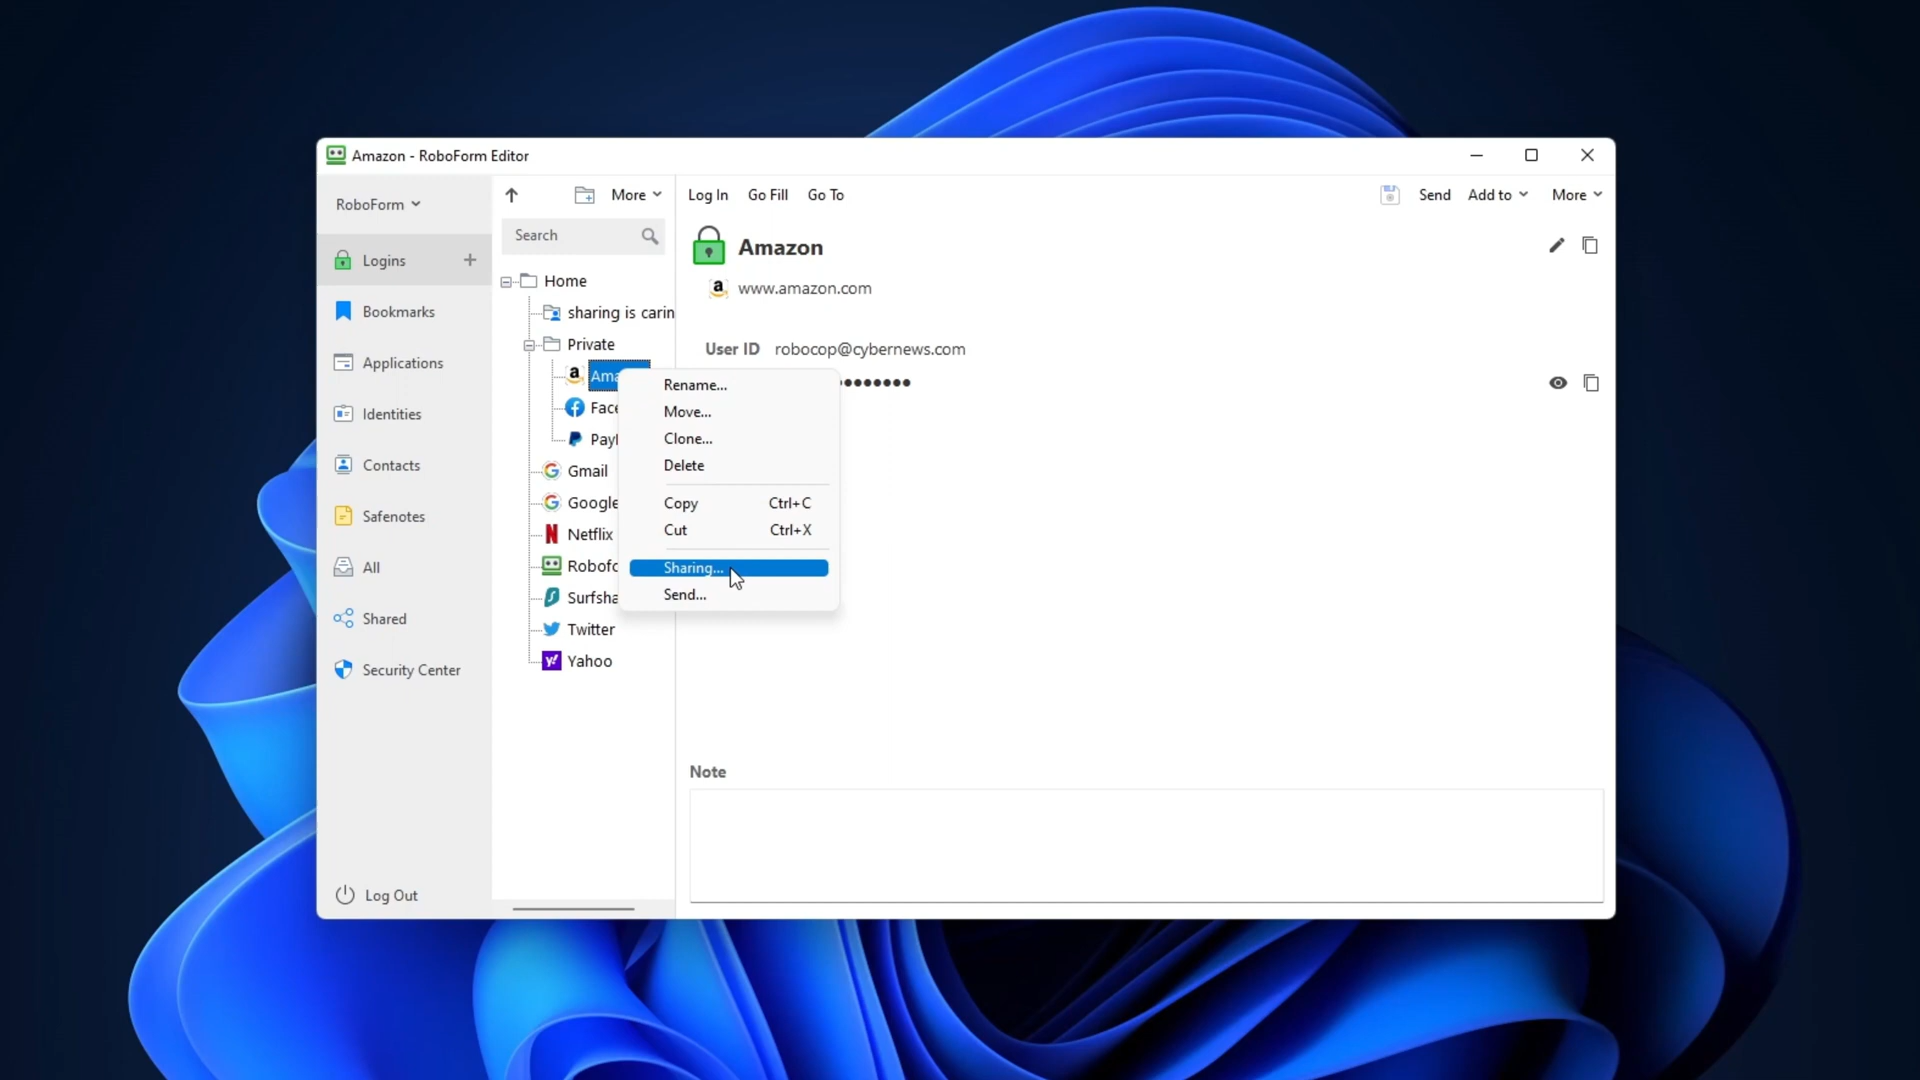 Amazon - RoboForm Editor
RoboForm
Logins
Bookmarks
Applications
Identities
Contacts
Safenotes
All
Shared
Security Center
Log Out
More
Search
Home
sharing is carin
Private
Ama
Face
Gmail
Google
Netflix
Robofo
Surfsha
Twitter
Yahoo
Rename...
Move...
Clone...
Delete
Copy Ctrl+C
Cut Ctrl+X
Sharing...
Send...
Log In Go Fill Go To
Send Add to More
Amazon
www.amazon.com
User ID robocop@cybernews.com
Note